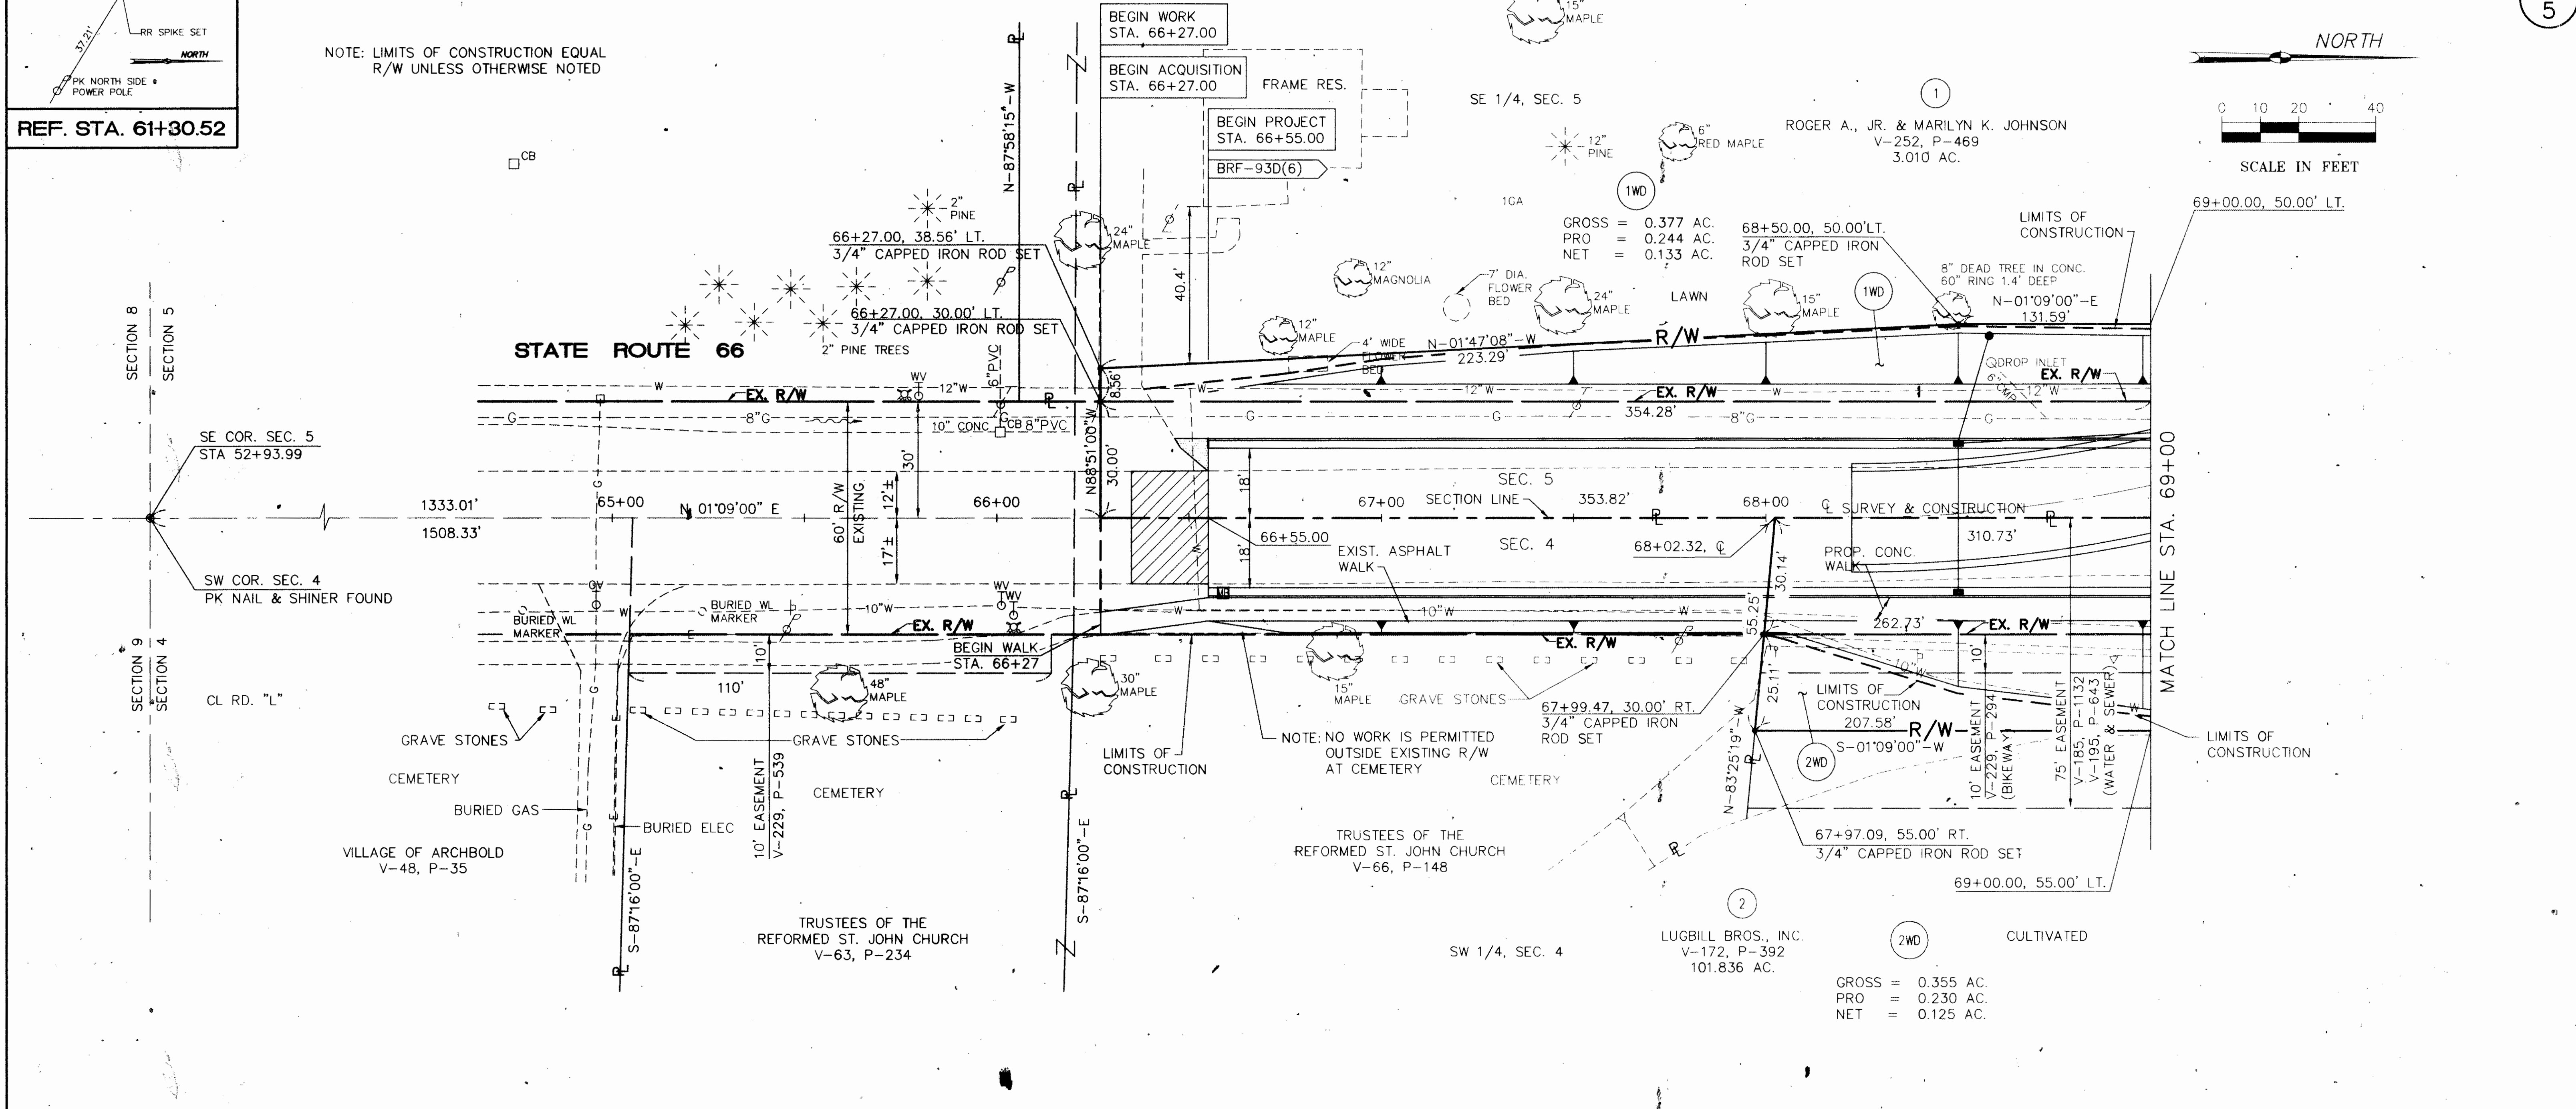 37.21'
RR SPIKE SET
NORTH
PK NORTH SIDE
POWER POLE
REF. STA. 61+30.52
NOTE: LIMITS OF CONSTRUCTION EQUAL
R/W UNLESS OTHERWISE NOTED
CB
BEGIN WORK
STA. 66+27.00
BEGIN ACQUISITION
STA. 66+27.00
FRAME RES.
BEGIN PROJECT
STA. 66+55.00
BRF-93D(6)
15"
MAPLE
5
NORTH
0 10 20 40
SCALE IN FEET
SE 1/4, SEC. 5
12"
PINE
6"
RED MAPLE
1
ROGER A., JR. & MARILYN K. JOHNSON
V-252, P-469
3.010 AC.
1WD
1GA
GROSS = 0.377 AC.
PRO = 0.244 AC.
NET = 0.133 AC.
68+50.00, 50.00'LT.
3/4" CAPPED IRON
ROD SET
LIMITS OF
CONSTRUCTION
69+00.00, 50.00' LT.
N-87°58'15"-W
2"
PINE
66+27.00, 38.56' LT.
3/4" CAPPED IRON ROD SET
24"
MAPLE
40.4'
12"
MAGNOLIA
7' DIA.
FLOWER
BED
24"
MAPLE
LAWN
15"
MAPLE
1WD
8" DEAD TREE IN CONC.
60" RING 1.4' DEEP
N-01°09'00"-E
131.59'
66+27.00, 30.00' LT.
3/4" CAPPED IRON ROD SET
2" PINE TREES
12"
MAPLE
4' WIDE
FLOWER
BED
N-01°47'08"-W
223.29'
R/W
STATE ROUTE 66
SECTION 8
SECTION 5
WV
6"PVC
W
12"W
EX. R/W
8.56'
12"W
W
EX. R/W
354.28'
DROP INLET
6" CMP
EX. R/W
12"W
G
8"G
10" CONC
CB 8"PVC
G
8"G
G
SE COR. SEC. 5
STA 52+93.99
1333.01'
1508.33'
65+00
N 01°09'00" E
60' R/W
EXISTING
30'
12'±
17'±
66+00
N88°51'00"W
30.00'
18'
18'
67+00
SECTION LINE
353.82'
SEC. 5
SEC. 4
68+00
℄ SURVEY & CONSTRUCTION
310.73'
66+55.00
EXIST. ASPHALT
WALK
68+02.32, ℄
PROP. CONC.
WALK
MATCH LINE STA. 69+00
SW COR. SEC. 4
PK NAIL & SHINER FOUND
SECTION 9
SECTION 4
CL RD. "L"
GV
BURIED WL
MARKER
BURIED WL
MARKER
W
10"W
WV
WV
EX. R/W
BEGIN WALK
STA. 66+27
MB
W
10"W
W
EX. R/W
30.14'
55.25'
25.11'
262.73'
EX. R/W
10'
10"W
10'
110'
48"
MAPLE
30"
MAPLE
15"
MAPLE
GRAVE STONES
67+99.47, 30.00' RT.
3/4" CAPPED IRON
ROD SET
LIMITS OF
CONSTRUCTION
207.58'
R/W
S-01°09'00"-W
2WD
GRAVE STONES
GRAVE STONES
CEMETERY
BURIED GAS
BURIED ELEC
10' EASEMENT
V-229, P-539
CEMETERY
LIMITS OF
CONSTRUCTION
NOTE: NO WORK IS PERMITTED
OUTSIDE EXISTING R/W
AT CEMETERY
CEMETERY
N-83°25'19"-W
10' EASEMENT
V-229, P-294
(BIKEWAY)
75' EASEMENT
V-185, P-1132
V-195, P-643
(WATER & SEWER)
LIMITS OF
CONSTRUCTION
VILLAGE OF ARCHBOLD
V-48, P-35
S-87°16'00"-E
S-87°16'00"-E
TRUSTEES OF THE
REFORMED ST. JOHN CHURCH
V-66, P-148
67+97.09, 55.00' RT.
3/4" CAPPED IRON ROD SET
69+00.00, 55.00' LT.
TRUSTEES OF THE
REFORMED ST. JOHN CHURCH
V-63, P-234
SW 1/4, SEC. 4
2
LUGBILL BROS., INC.
V-172, P-392
101.836 AC.
2WD
CULTIVATED
GROSS = 0.355 AC.
PRO = 0.230 AC.
NET = 0.125 AC.